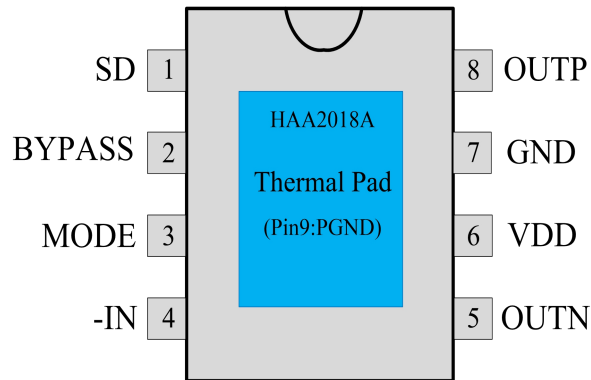 SD 1
BYPASS 2
MODE 3
-IN 4
HAA2018A
Thermal Pad
(Pin9:PGND)
8 OUTP
7 GND
6 VDD
5 OUTN